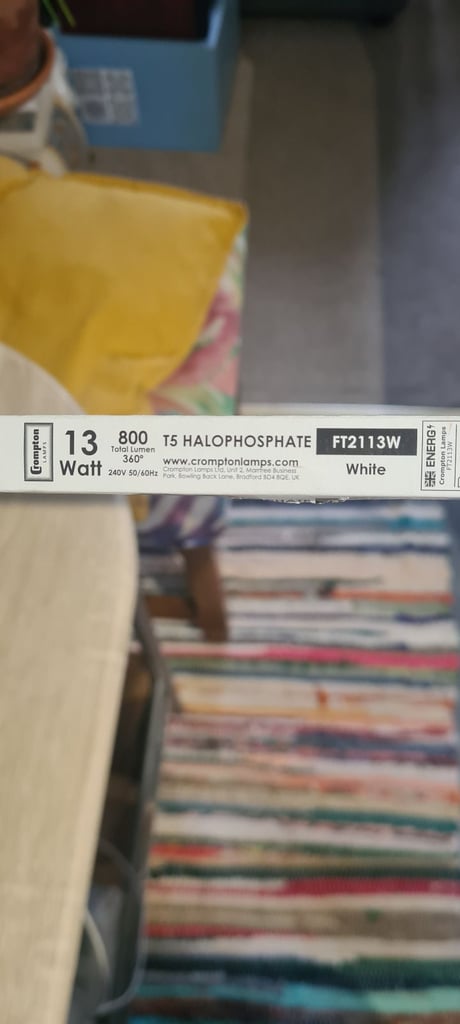 Crompton
LAMPS
13
Watt
800
Total Lumen
360°
240V 50/60Hz
T5 HALOPHOSPHATE
www.cromptonlamps.com
Crompton Lamps Ltd, Unit 2, Marrtree Business
Park, Bowling Back Lane, Bradford BD4 8QE, UK
FT2113W
White
ENERG
Crompton Lamps
FT2113W